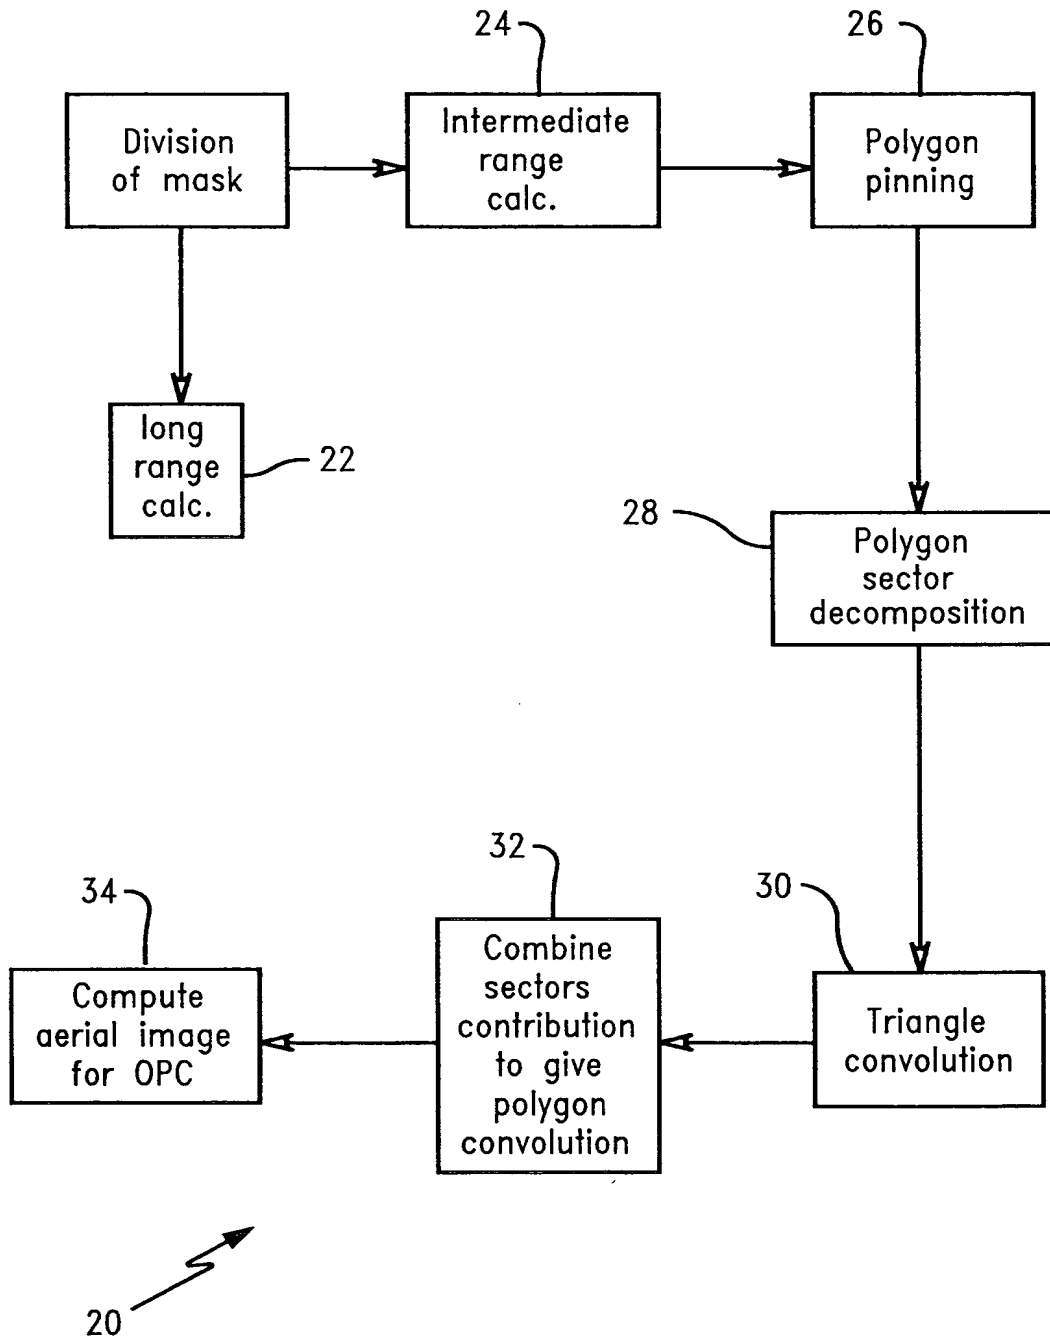 24
26
Division
of mask
Intermediate
range
calc.
Polygon
pinning
long
range
calc.
22
28
Polygon
sector
decomposition
32
34
30
Combine
sectors
contribution
to give
polygon
convolution
Compute
aerial image
for OPC
Triangle
convolution
20